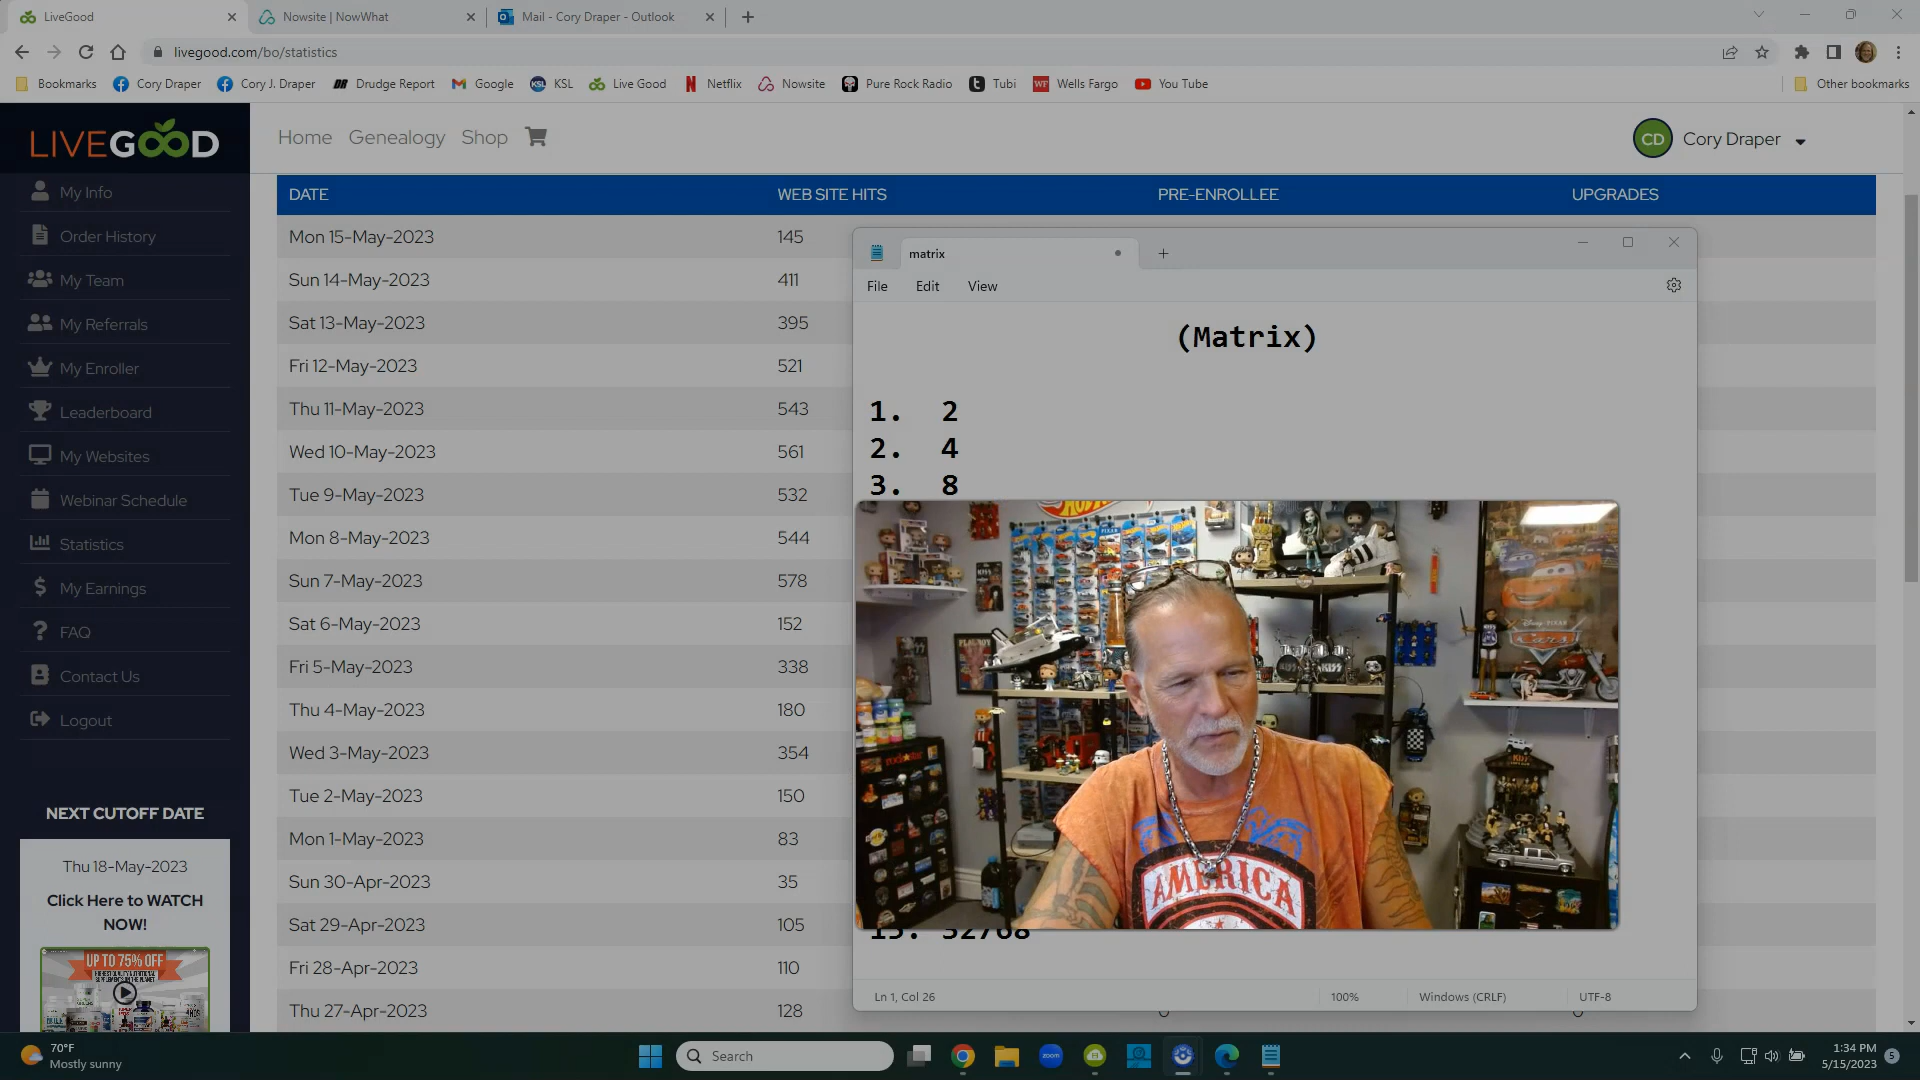 LiveGood
Nowsite | NowWhat
Mail - Cory Draper - Outlook
livegood.com/bo/statistics
Bookmarks
Cory Draper
Cory J. Draper
Drudge Report
Google
KSL
Live Good
Netflix
Nowsite
Pure Rock Radio
Tubi
Wells Fargo
You Tube
Other bookmarks
LIVEGOOD
Home
Genealogy
Shop
CD
Cory Draper
My Info
Order History
My Team
My Referrals
My Enroller
Leaderboard
My Websites
Webinar Schedule
Statistics
My Earnings
FAQ
Contact Us
Logout
NEXT CUTOFF DATE
Thu 18-May-2023
Click Here to WATCH
NOW!
UP TO 75% OFF
DATE WEB SITE HITS PRE-ENROLLEE UPGRADES
Mon 15-May-2023 145
Sun 14-May-2023 411
Sat 13-May-2023 395
Fri 12-May-2023 521
Thu 11-May-2023 543
Wed 10-May-2023 561
Tue 9-May-2023 532
Mon 8-May-2023 544
Sun 7-May-2023 578
Sat 6-May-2023 152
Fri 5-May-2023 338
Thu 4-May-2023 180
Wed 3-May-2023 354
Tue 2-May-2023 150
Mon 1-May-2023 83
Sun 30-Apr-2023 35
Sat 29-Apr-2023 105
Fri 28-Apr-2023 110
Thu 27-Apr-2023 128 0 0
matrix
File Edit View
(Matrix)
1. 2
2. 4
3. 8
15. 32768
Cars
AMERICA
Ln 1, Col 26
100%
Windows (CRLF)
UTF-8
70°F
Mostly sunny
Search
zoom
1:34 PM
5/15/2023
5